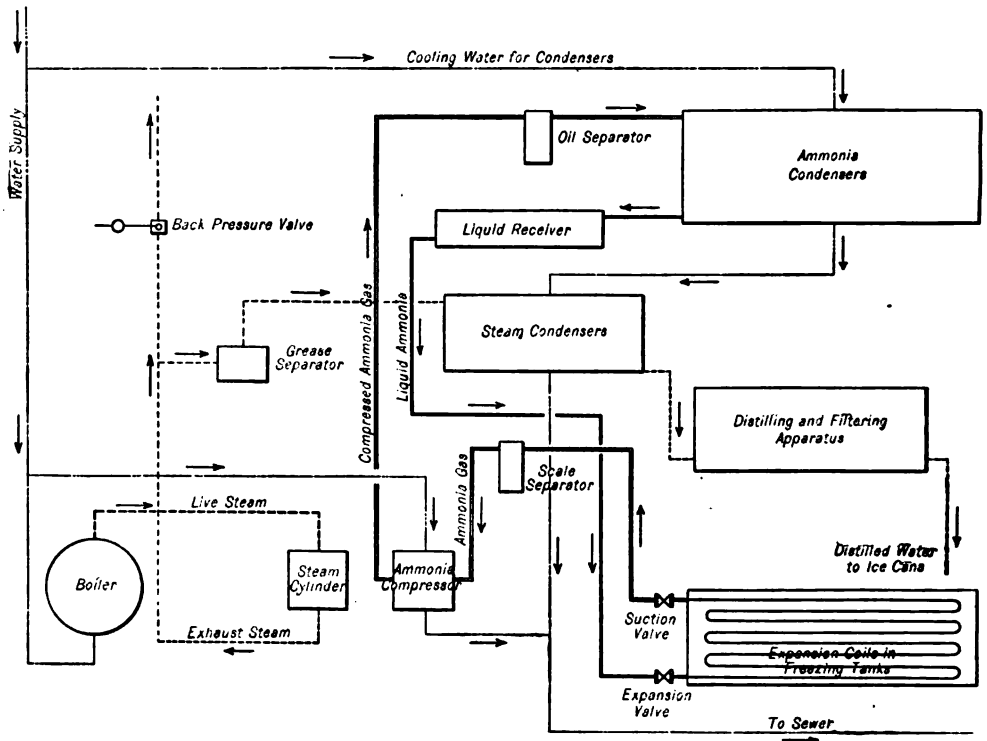 Cooling Water for Condensers
Water Supply
Oil Separator
Ammonia
Condensers
Back Pressure Valve
Liquid Receiver
Compressed Ammonia Gas
Liquid Ammonia
Steam Condensers
Grease
Separator
Distilling and Filtering
Apparatus
Ammonia Gas
Scale
Separator
Live Steam
Boiler
Steam
Cylinder
Ammonia
Compressor
Distilled Water
to Ice Cans
Exhaust Steam
Suction
Valve
Expansion Coils in
Freezing Tanks
Expansion
Valve
To Sewer